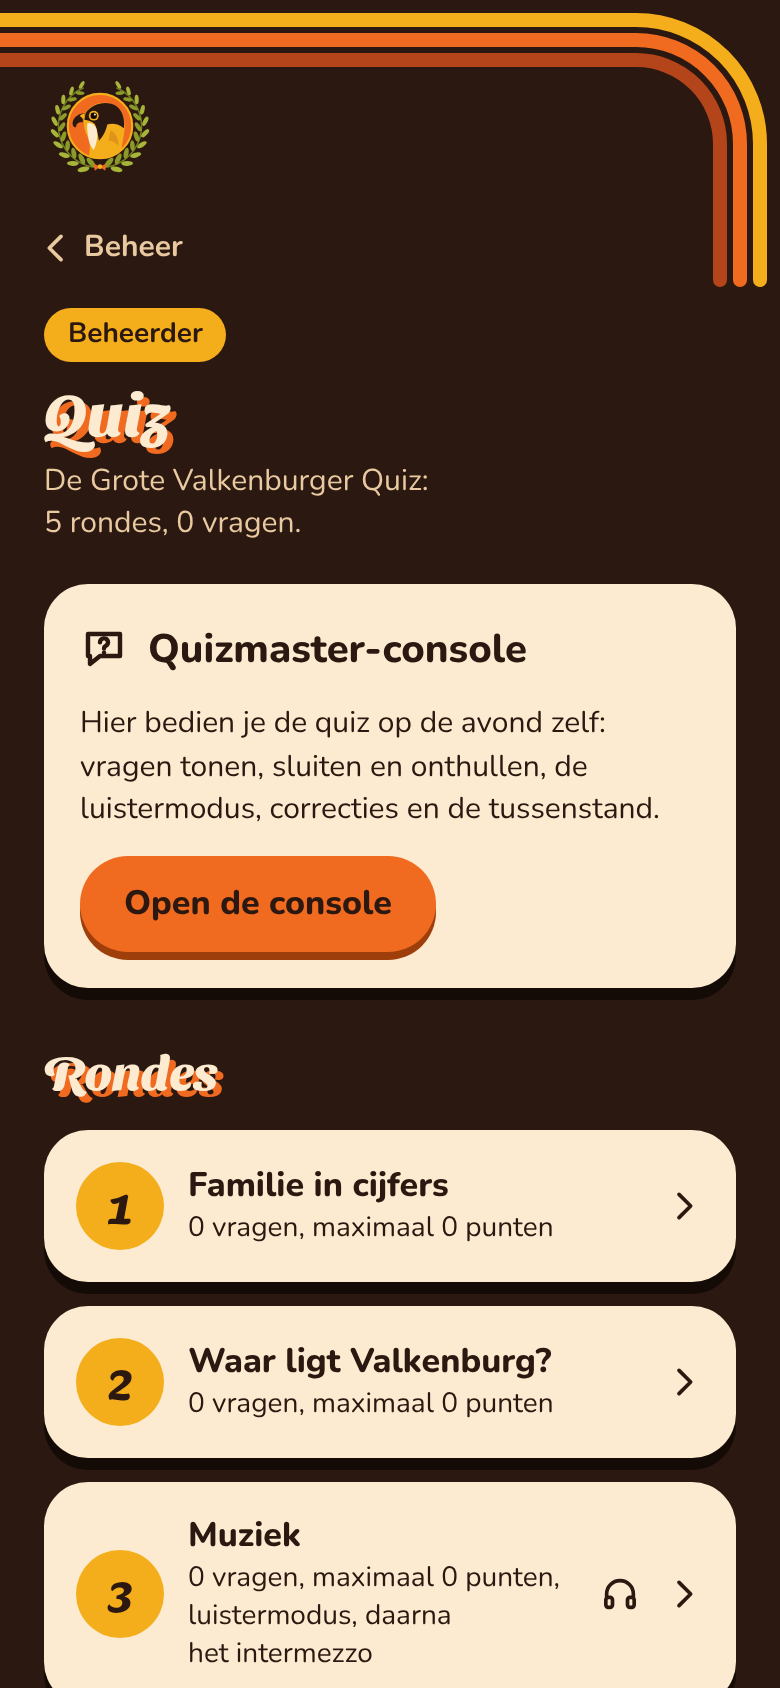 Beheer
Beheerder
Quiz
De Grote Valkenburger Quiz:
5 rondes, 0 vragen.
Quizmaster-console
Hier bedien je de quiz op de avond zelf:
vragen tonen, sluiten en onthullen, de
luistermodus, correcties en de tussenstand.
Open de console
Rondes
1
Familie in cijfers
0 vragen, maximaal 0 punten
2
Waar ligt Valkenburg?
0 vragen, maximaal 0 punten
3
Muziek
0 vragen, maximaal 0 punten,
luistermodus, daarna
het intermezzo